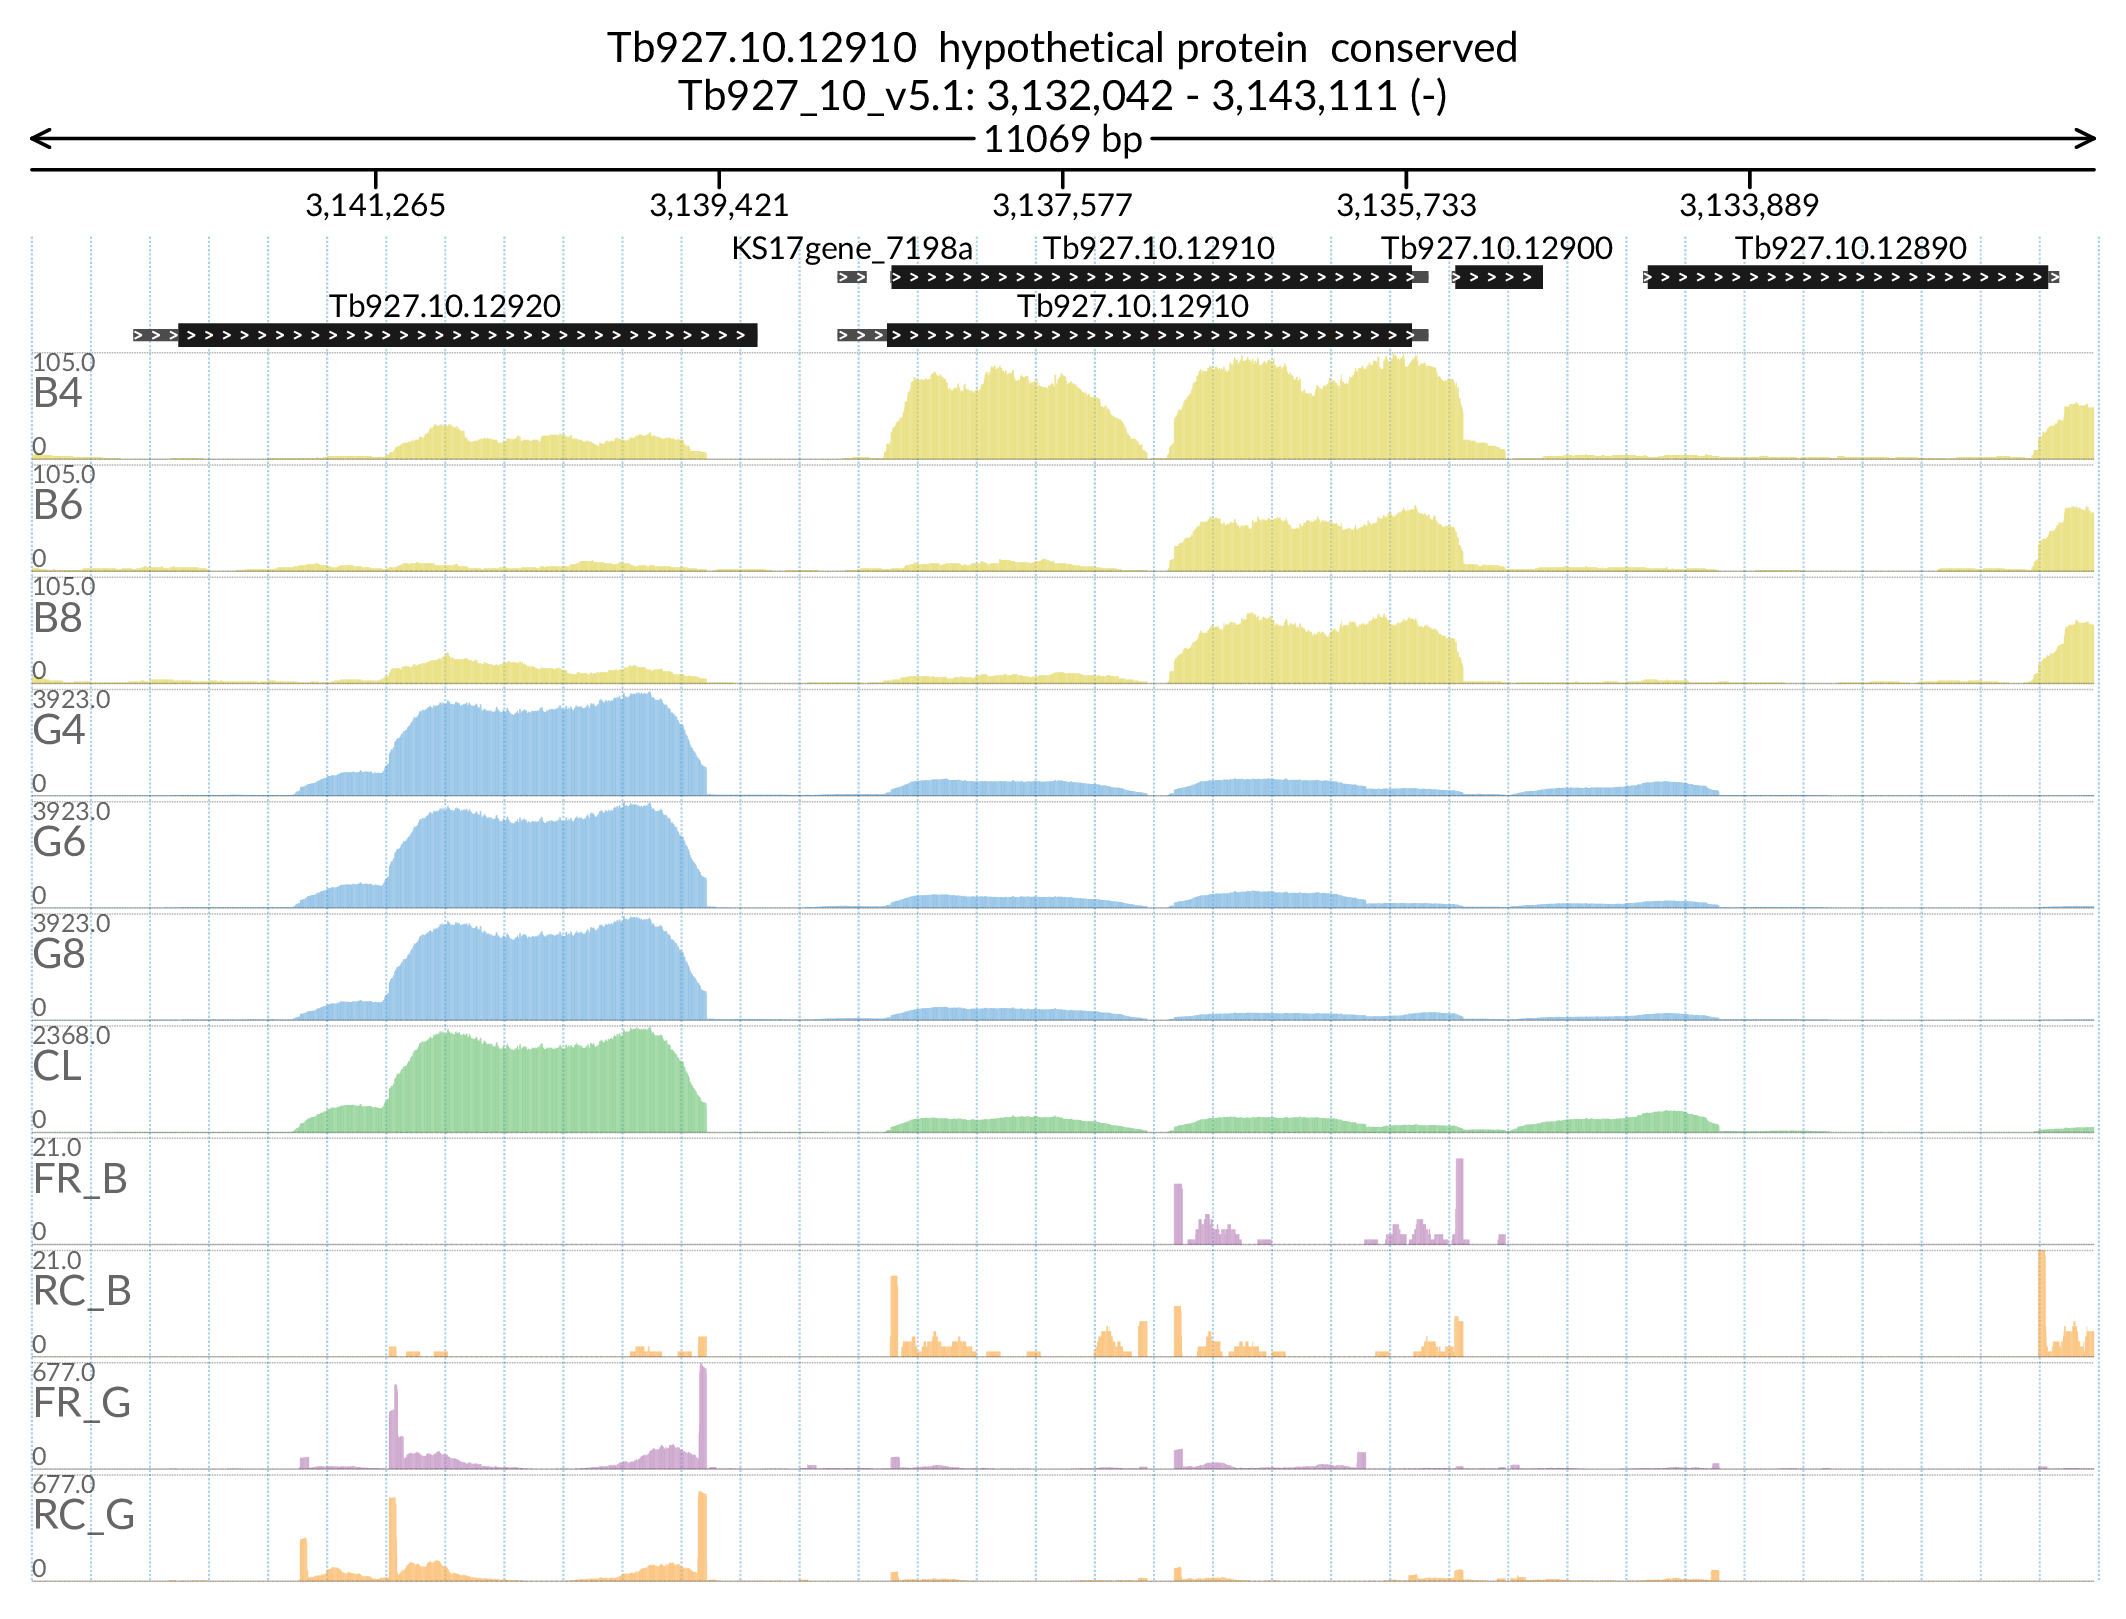 Tb927.10.12910 hypothetical protein conserved
Tb927_10_v5.1: 3,132,042 - 3,143,111 (-)
11069 bp
3,141,265 3,139,421 3,137,577 3,135,733 3,133,889
KS17gene_7198a Tb927.10.12910 Tb927.10.12900 Tb927.10.12890
Tb927.10.12920 Tb927.10.12910
105.0
B4
0
105.0
B6
0
105.0
B8
0
3923.0
G4
0
3923.0
G6
0
3923.0
G8
0
2368.0
CL
0
21.0
FR_B
0
21.0
RC_B
0
677.0
FR_G
0
677.0
RC_G
0